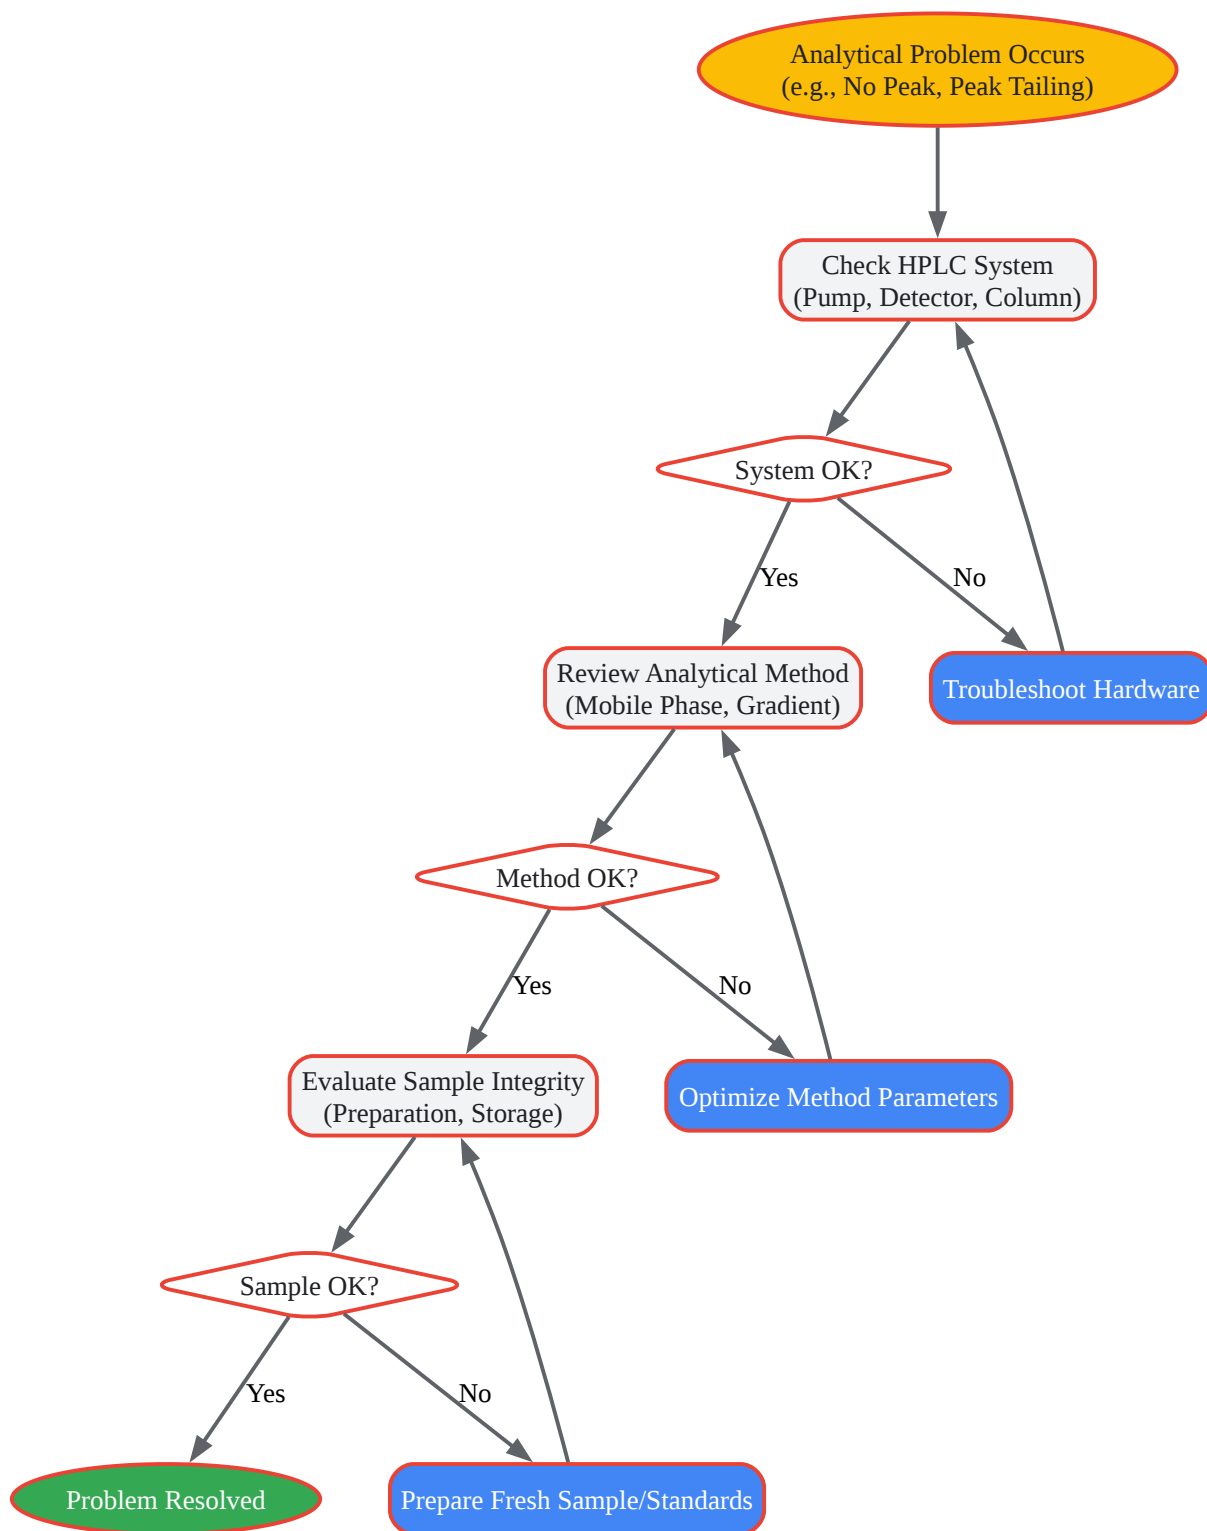 Analytical Problem Occurs
(e.g., No Peak, Peak Tailing)
Check HPLC System
(Pump, Detector, Column)
System OK?
Yes
No
Review Analytical Method
(Mobile Phase, Gradient)
Troubleshoot Hardware
Method OK?
Yes
No
Evaluate Sample Integrity
(Preparation, Storage)
Optimize Method Parameters
Sample OK?
Yes
No
Problem Resolved
Prepare Fresh Sample/Standards